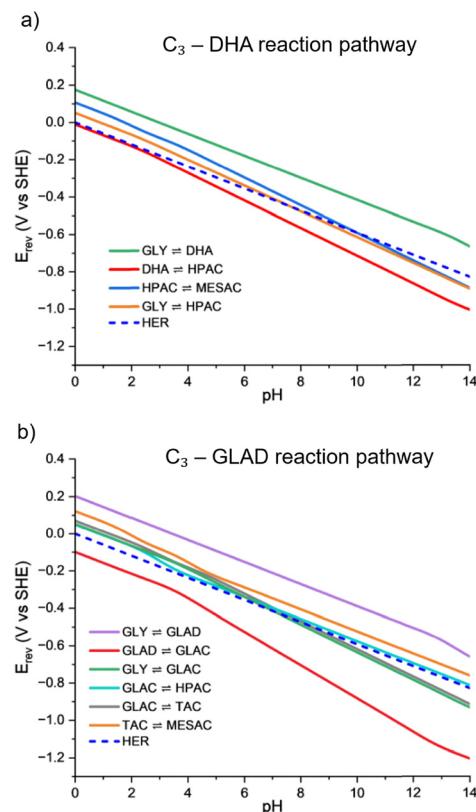 a)
C₃ – DHA reaction pathway
0.4
0.2
0.0
−0.2
−0.4
−0.6
−0.8
−1.0
−1.2
E_rev (V vs SHE)
GLY ⇌ DHA
DHA ⇌ HPAC
HPAC ⇌ MESAC
GLY ⇌ HPAC
HER
0 2 4 6 8 10 12 14
pH
b)
C₃ – GLAD reaction pathway
0.4
0.2
0.0
−0.2
−0.4
−0.6
−0.8
−1.0
−1.2
E_rev (V vs SHE)
GLY ⇌ GLAD
GLAD ⇌ GLAC
GLY ⇌ GLAC
GLAC ⇌ HPAC
GLAC ⇌ TAC
TAC ⇌ MESAC
HER
0 2 4 6 8 10 12 14
pH